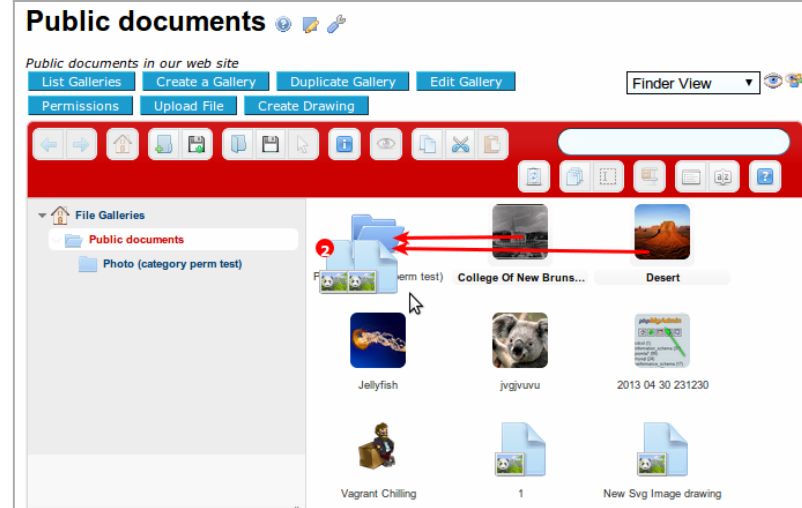 Public documents
Public documents in our web site
List Galleries Create a Gallery Duplicate Gallery Edit Gallery
Finder View
Permissions Upload File Create Drawing
File Galleries
Public documents
Photo (category perm test)
2
P erm test) College Of New Bruns... Desert
Jellyfish jvgjvuvu 2013 04 30 231230
Vagrant Chilling 1 New Svg Image drawing